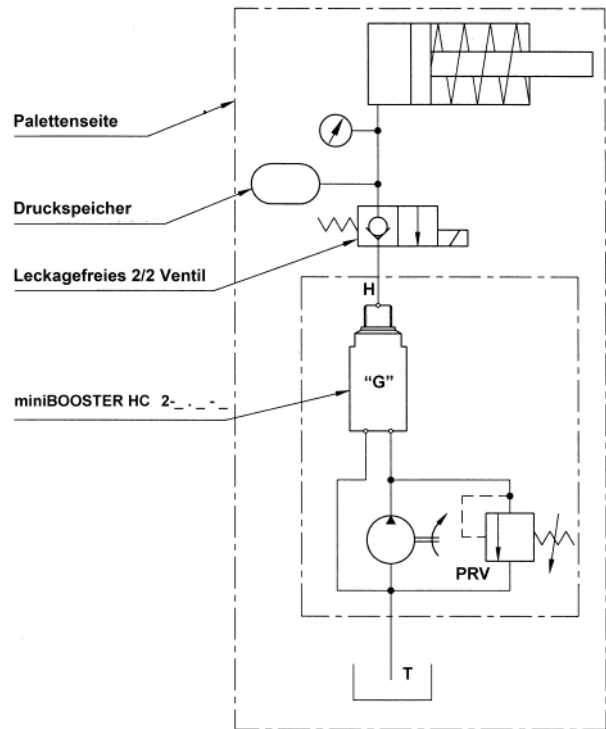 Palettenseite
Druckspeicher
Leckagefreies 2/2 Ventil
H
“G”
miniBOOSTER HC 2-_ . _ - _
PRV
T